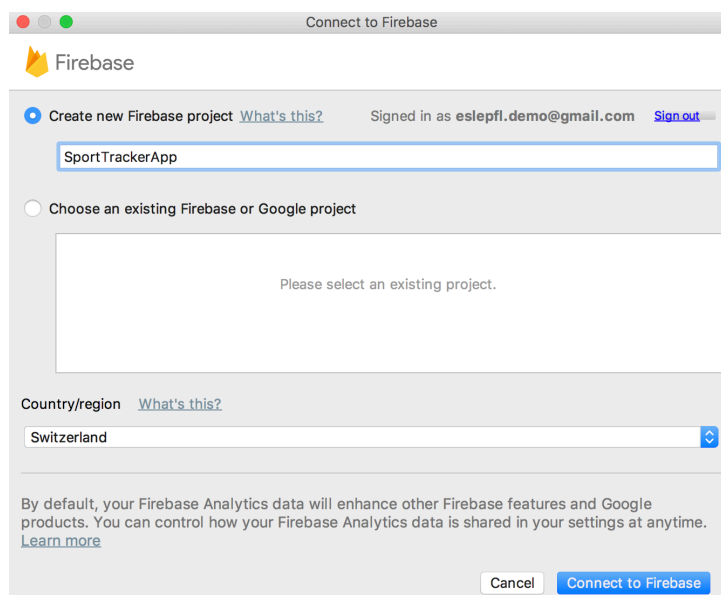 Connect to Firebase
Firebase
Create new Firebase project What's this? Signed in as eslepfl.demo@gmail.com Sign out
SportTrackerApp
Choose an existing Firebase or Google project
Please select an existing project.
Country/region What's this?
Switzerland
By default, your Firebase Analytics data will enhance other Firebase features and Google
products. You can control how your Firebase Analytics data is shared in your settings at anytime.
Learn more
Cancel Connect to Firebase